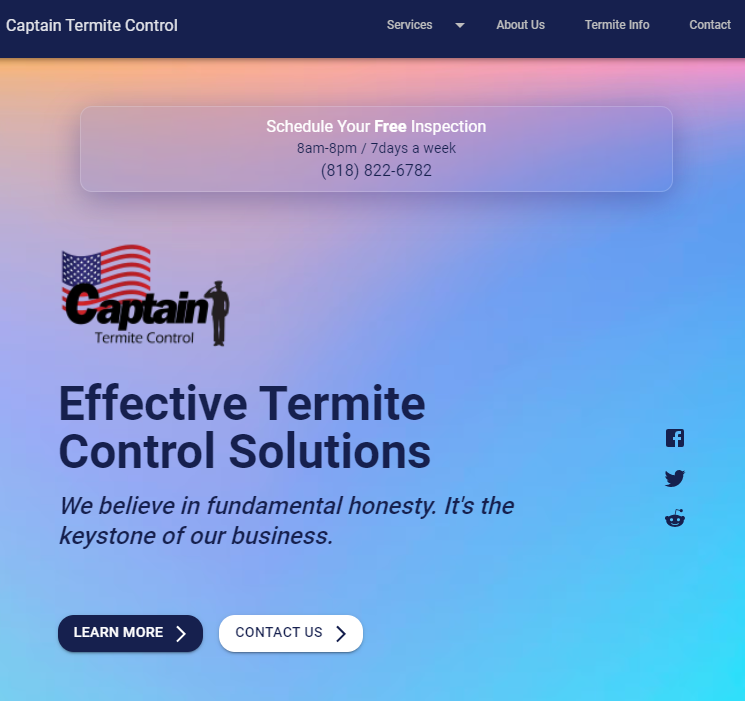 Captain Termite Control
Services
About Us
Termite Info
Contact
Schedule Your Free Inspection
8am-8pm / 7days a week
(818) 822-6782
Captain
Termite Control
Effective Termite
Control Solutions
We believe in fundamental honesty. It's the
keystone of our business.
LEARN MORE
CONTACT US